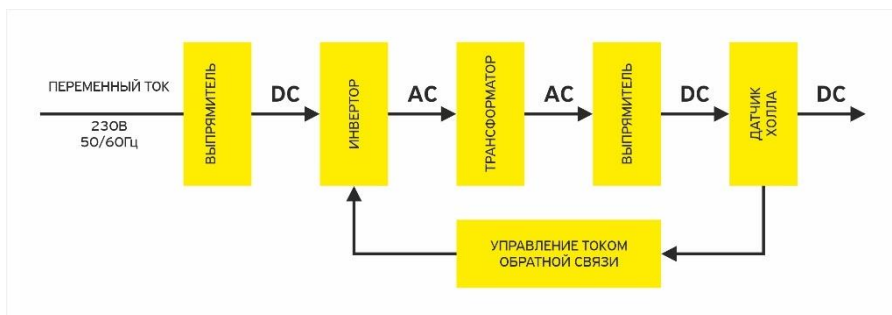 ПЕРЕМЕННЫЙ ТОК
230В
50/60Гц
ВЫПРЯМИТЕЛЬ
DC
ИНВЕРТОР
AC
ТРАНСФОРМАТОР
AC
ВЫПРЯМИТЕЛЬ
DC
ДАТЧИК
ХОЛЛА
DC
УПРАВЛЕНИЕ ТОКОМ
ОБРАТНОЙ СВЯЗИ